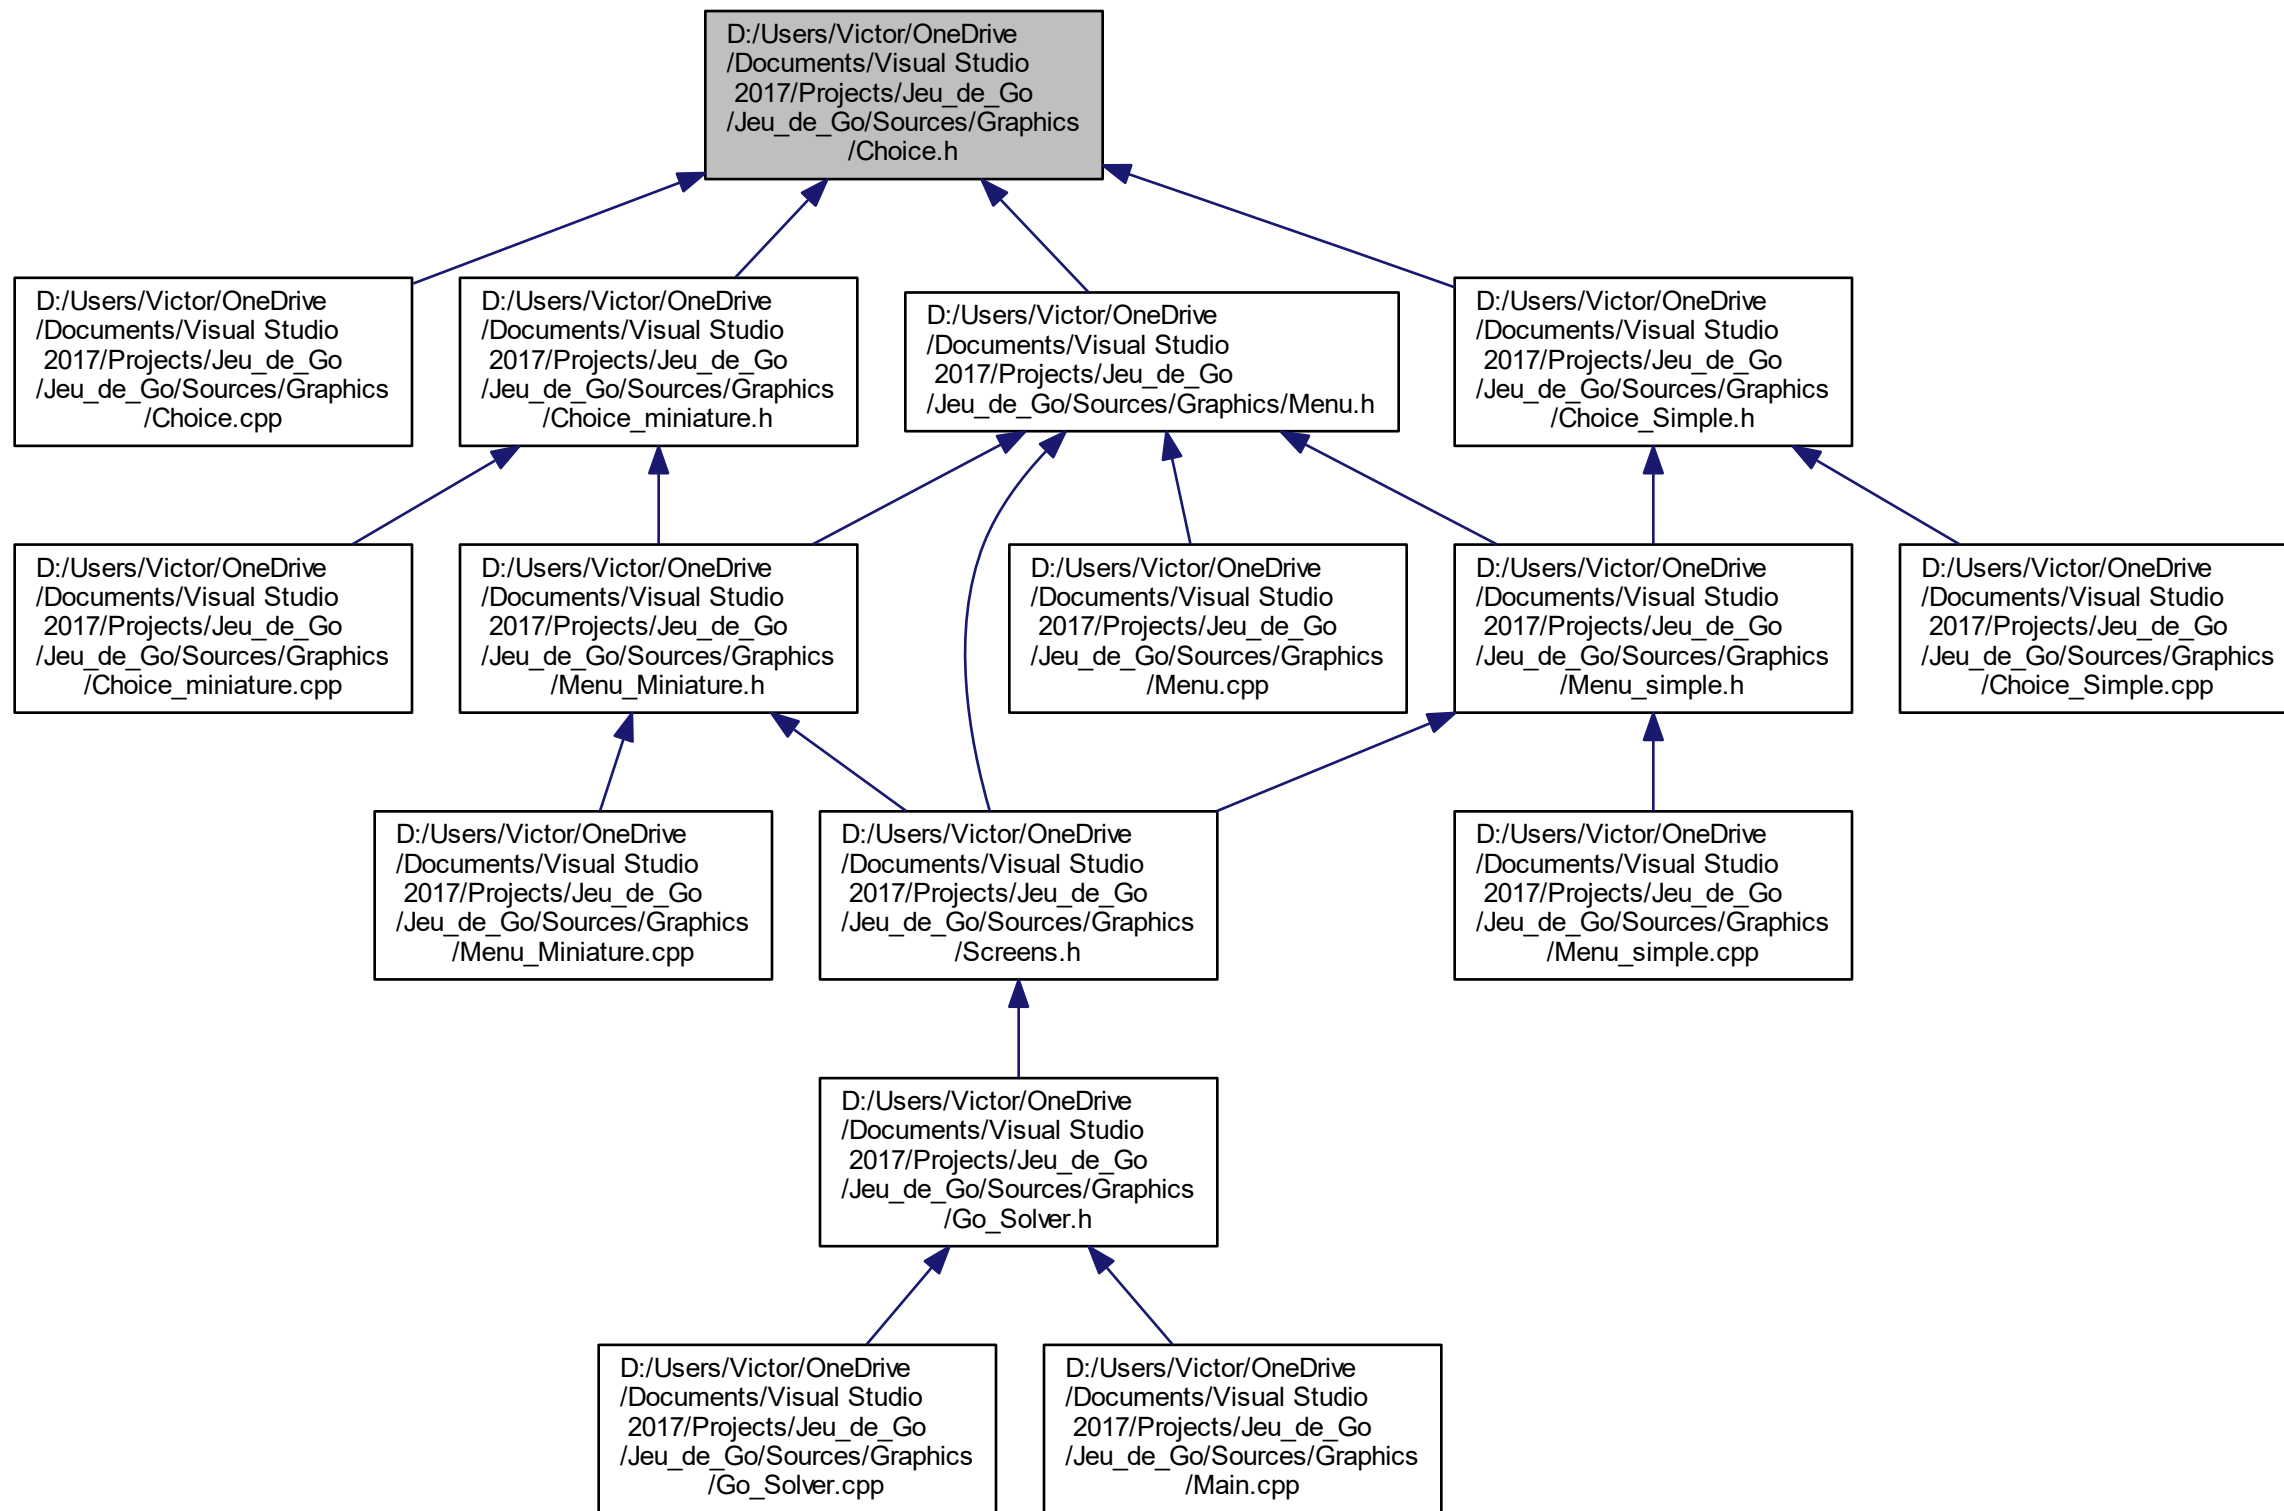 D:/Users/Victor/OneDrive
/Documents/Visual Studio
2017/Projects/Jeu_de_Go
/Jeu_de_Go/Sources/Graphics
/Choice.h
D:/Users/Victor/OneDrive
/Documents/Visual Studio
2017/Projects/Jeu_de_Go
/Jeu_de_Go/Sources/Graphics
/Choice.cpp
D:/Users/Victor/OneDrive
/Documents/Visual Studio
2017/Projects/Jeu_de_Go
/Jeu_de_Go/Sources/Graphics
/Choice_miniature.h
D:/Users/Victor/OneDrive
/Documents/Visual Studio
2017/Projects/Jeu_de_Go
/Jeu_de_Go/Sources/Graphics/Menu.h
D:/Users/Victor/OneDrive
/Documents/Visual Studio
2017/Projects/Jeu_de_Go
/Jeu_de_Go/Sources/Graphics
/Choice_Simple.h
D:/Users/Victor/OneDrive
/Documents/Visual Studio
2017/Projects/Jeu_de_Go
/Jeu_de_Go/Sources/Graphics
/Choice_miniature.cpp
D:/Users/Victor/OneDrive
/Documents/Visual Studio
2017/Projects/Jeu_de_Go
/Jeu_de_Go/Sources/Graphics
/Menu_Miniature.h
D:/Users/Victor/OneDrive
/Documents/Visual Studio
2017/Projects/Jeu_de_Go
/Jeu_de_Go/Sources/Graphics
/Menu.cpp
D:/Users/Victor/OneDrive
/Documents/Visual Studio
2017/Projects/Jeu_de_Go
/Jeu_de_Go/Sources/Graphics
/Menu_simple.h
D:/Users/Victor/OneDrive
/Documents/Visual Studio
2017/Projects/Jeu_de_Go
/Jeu_de_Go/Sources/Graphics
/Choice_Simple.cpp
D:/Users/Victor/OneDrive
/Documents/Visual Studio
2017/Projects/Jeu_de_Go
/Jeu_de_Go/Sources/Graphics
/Menu_Miniature.cpp
D:/Users/Victor/OneDrive
/Documents/Visual Studio
2017/Projects/Jeu_de_Go
/Jeu_de_Go/Sources/Graphics
/Screens.h
D:/Users/Victor/OneDrive
/Documents/Visual Studio
2017/Projects/Jeu_de_Go
/Jeu_de_Go/Sources/Graphics
/Menu_simple.cpp
D:/Users/Victor/OneDrive
/Documents/Visual Studio
2017/Projects/Jeu_de_Go
/Jeu_de_Go/Sources/Graphics
/Go_Solver.h
D:/Users/Victor/OneDrive
/Documents/Visual Studio
2017/Projects/Jeu_de_Go
/Jeu_de_Go/Sources/Graphics
/Go_Solver.cpp
D:/Users/Victor/OneDrive
/Documents/Visual Studio
2017/Projects/Jeu_de_Go
/Jeu_de_Go/Sources/Graphics
/Main.cpp